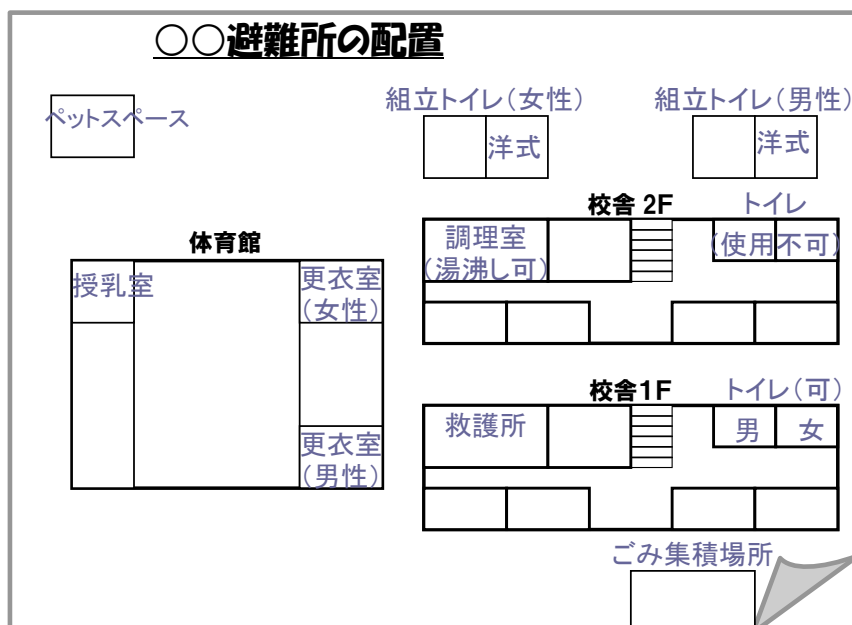 ○○避難所の配置
ペットスペース
組立トイレ(女性)
組立トイレ(男性)
洋式
洋式
校舎 2F
トイレ
調理室
(湯沸し可)
(使用不可)
体育館
授乳室
更衣室
(女性)
更衣室
(男性)
校舎1F
トイレ(可)
救護所
男
女
ごみ集積場所